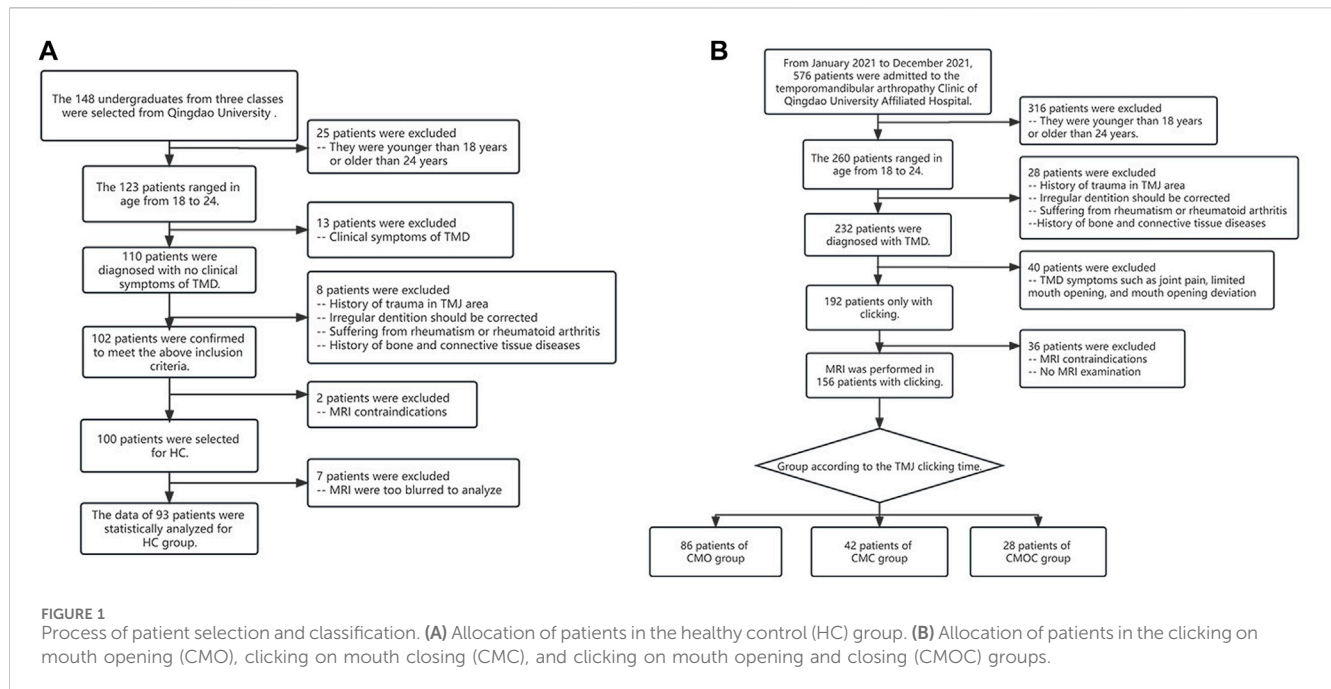 A
The 148 undergraduates from three classes
were selected from Qingdao University .
25 patients were excluded
-- They were younger than 18 years
or older than 24 years
The 123 patients ranged in
age from 18 to 24.
13 patients were excluded
-- Clinical symptoms of TMD
110 patients were
diagnosed with no clinical
symptoms of TMD.
8 patients were excluded
-- History of trauma in TMJ area
-- Irregular dentition should be corrected
-- Suffering from rheumatism or rheumatoid arthritis
-- History of bone and connective tissue diseases
102 patients were confirmed
to meet the above inclusion
criteria.
2 patients were excluded
-- MRI contraindications
100 patients were selected
for HC.
7 patients were excluded
-- MRI were too blurred to analyze
The data of 93 patients were
statistically analyzed for
HC group.
B
From January 2021 to December 2021,
576 patients were admitted to the
temporomandibular arthropathy Clinic of
Qingdao University Affiliated Hospital.
316 patients were excluded
-- They were younger than 18 years
or older than 24 years.
The 260 patients ranged in
age from 18 to 24.
28 patients were excluded
-- History of trauma in TMJ area
-- Irregular dentition should be corrected
-- Suffering from rheumatism or rheumatoid arthritis
--History of bone and connective tissue diseases
232 patients were
diagnosed with TMD.
40 patients were excluded
-- TMD symptoms such as joint pain, limited
mouth opening, and mouth opening deviation
192 patients only with
clicking.
36 patients were excluded
-- MRI contraindications
-- No MRI examination
MRI was performed in
156 patients with clicking.
Group according to the TMJ clicking time.
86 patients of
CMO group
42 patients of
CMC group
28 patients of
CMOC group
FIGURE 1
Process of patient selection and classification. (A) Allocation of patients in the healthy control (HC) group. (B) Allocation of patients in the clicking on
mouth opening (CMO), clicking on mouth closing (CMC), and clicking on mouth opening and closing (CMOC) groups.